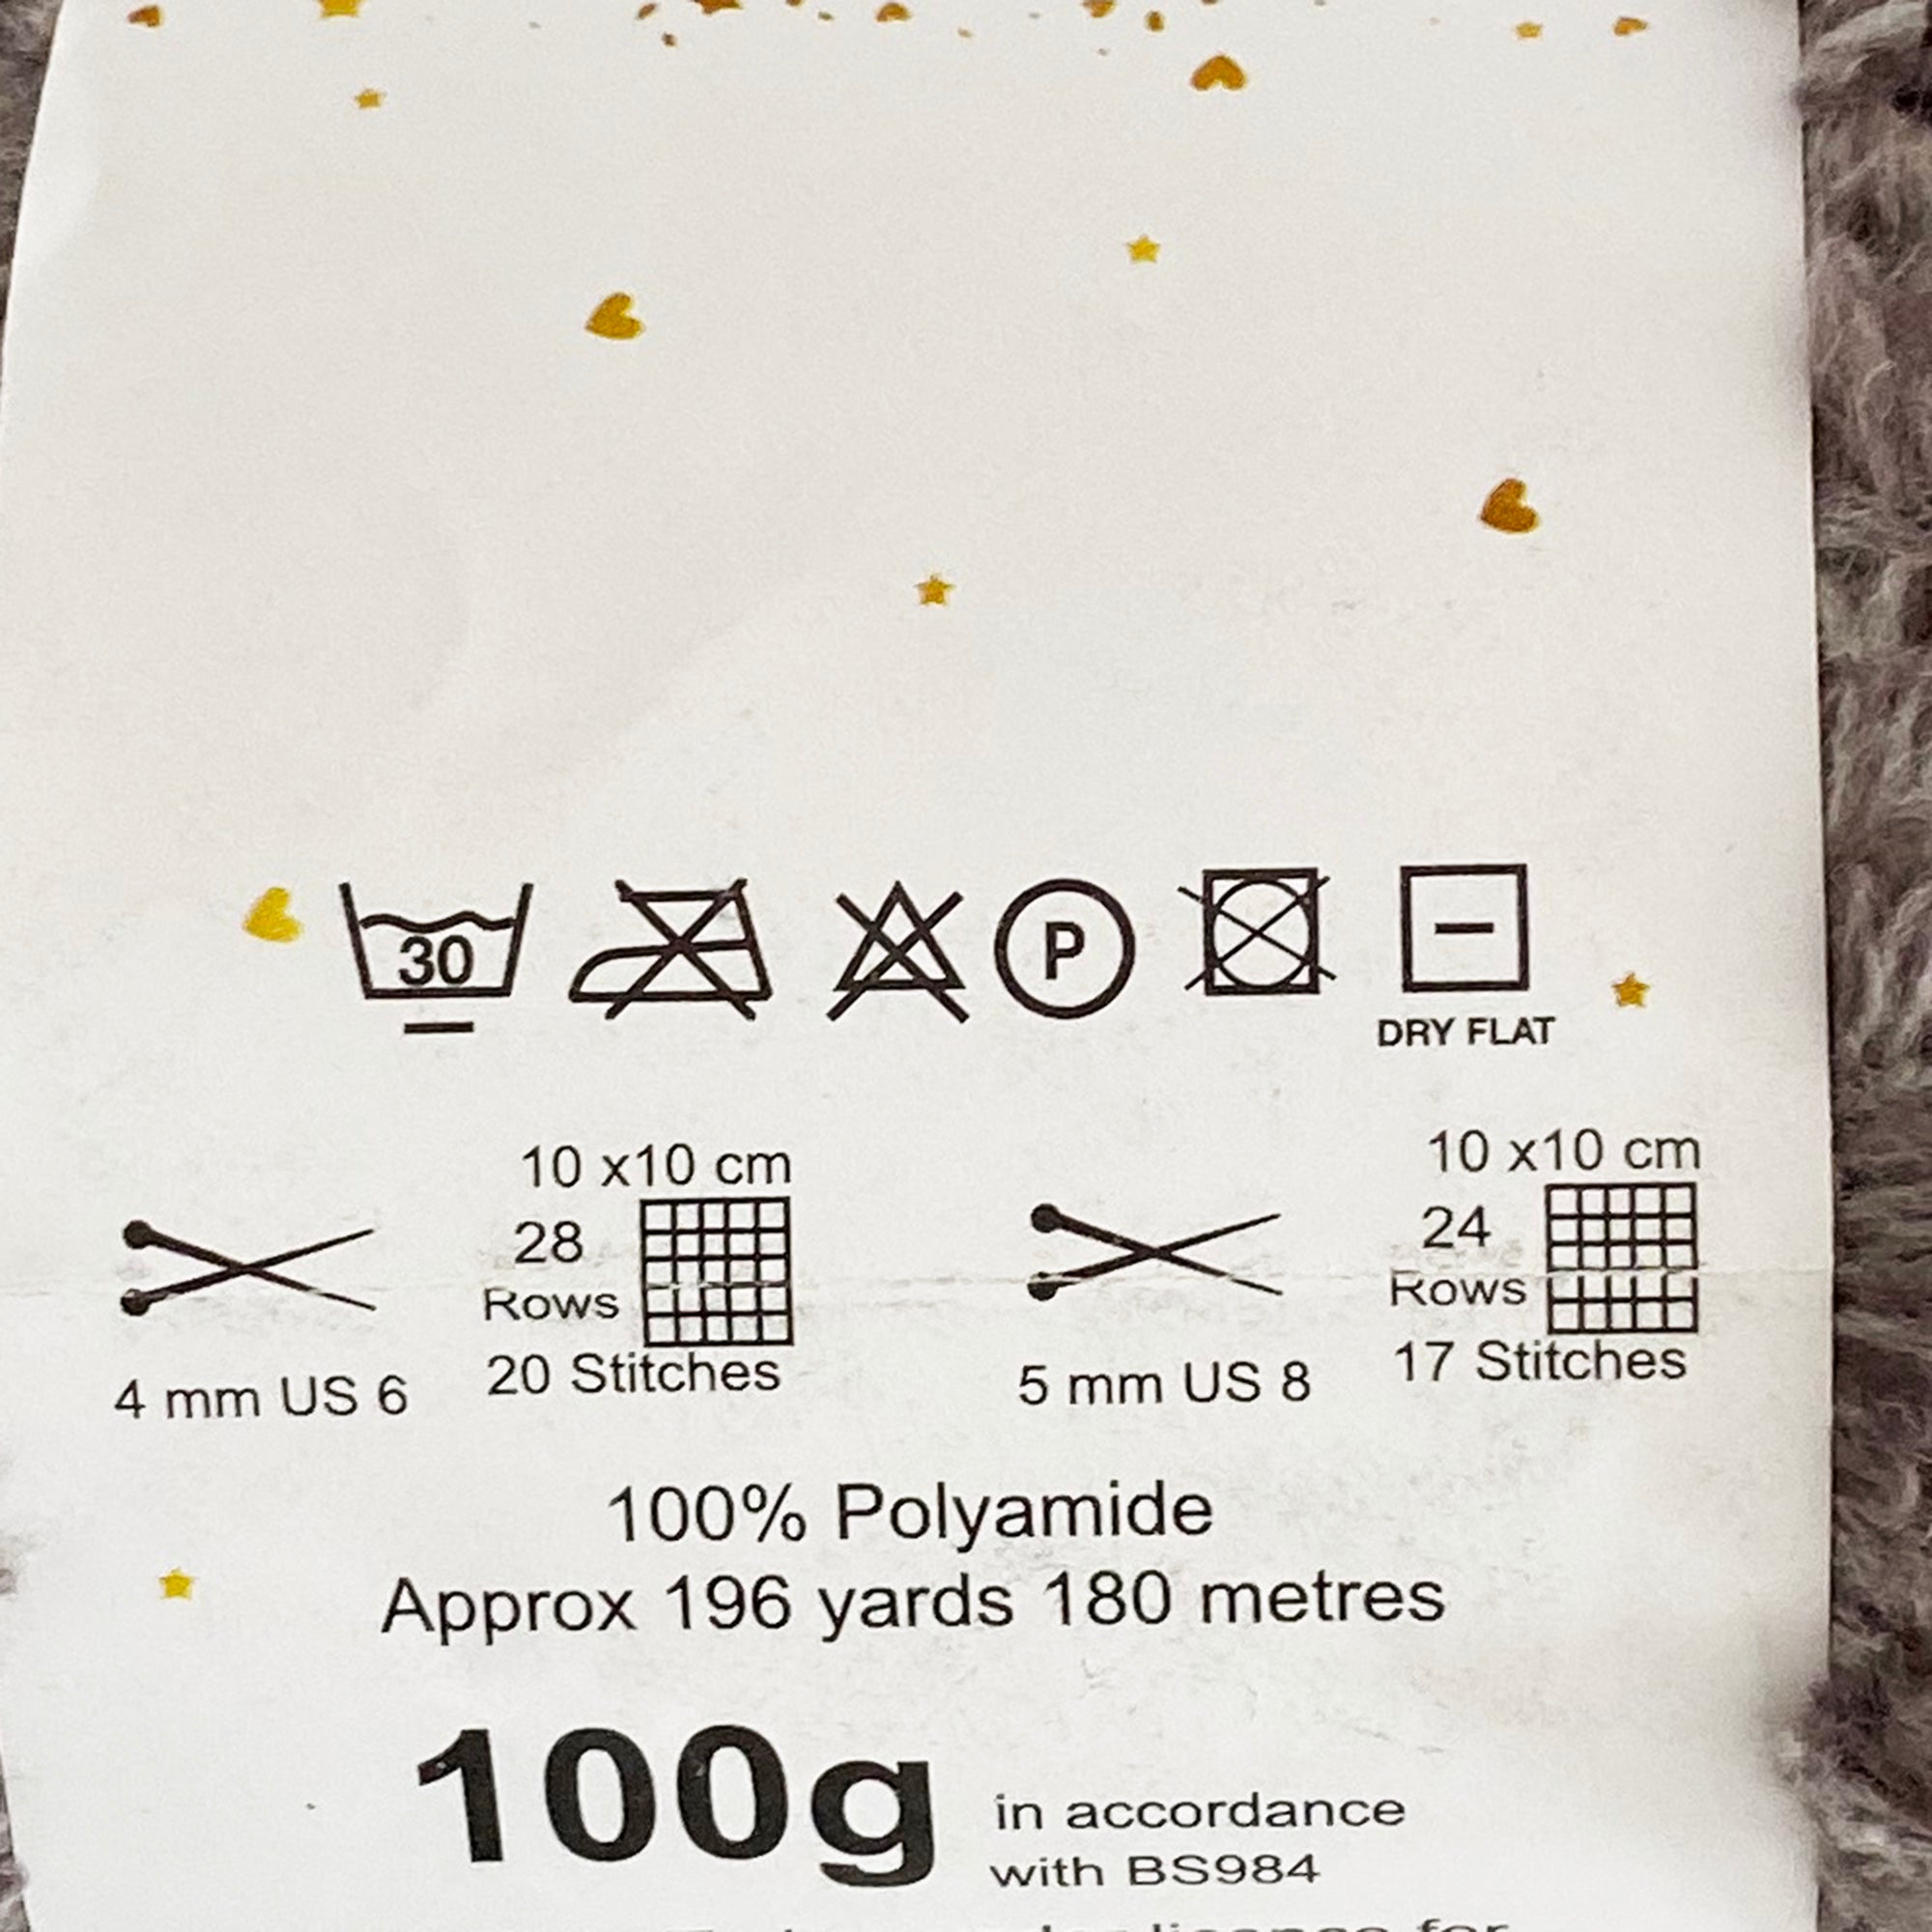 30
P
DRY FLAT
10 x10 cm
28
Rows
20 Stitches
4 mm US 6
10 x10 cm
24
Rows
17 Stitches
5 mm US 8
100% Polyamide
Approx 196 yards 180 metres
100g in accordance
with BS984